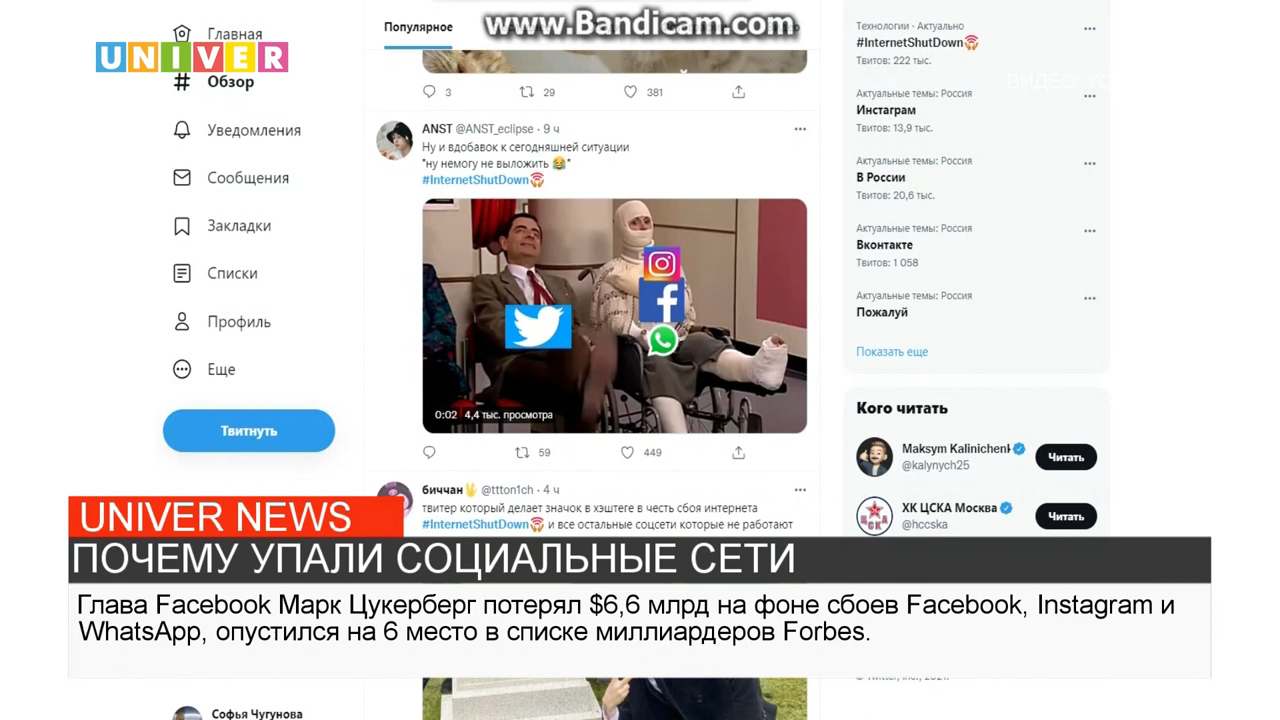 www.Bandicam.com
UNIVER
Главная
Обзор
Уведомления
Сообщения
Закладки
Списки
Профиль
Еще
Твитнуть
Софья Чугунова
Популярное
3
29
381
ANST @ANST_eclipse · 9 ч
Ну и вдобавок к сегодняшней ситуации
"ну немогу не выложить 😂"
#InternetShutDown
0:02 4,4 тыс. просмотра
59
449
биччан🤘 @ttton1ch · 4 ч
твитер который делает значок в хэштеге в честь сбоя интернета
#InternetShutDown и все остальные соцсети которые не работают
Технологии · Актуально
#InternetShutDown
Твитов: 222 тыс.
Актуальные темы: Россия
Инстаграм
Твитов: 13,9 тыс.
Актуальные темы: Россия
В России
Твитов: 20,6 тыс.
Актуальные темы: Россия
Вконтакте
Твитов: 1 058
Актуальные темы: Россия
Пожалуй
Показать еще
Кого читать
Maksym Kalinichenk
@kalynych25
Читать
ХК ЦСКА Москва
@hccska
Читать
ВИДЕО: YO
UNIVER NEWS
ПОЧЕМУ УПАЛИ СОЦИАЛЬНЫЕ СЕТИ
Глава Facebook Марк Цукерберг потерял $6,6 млрд на фоне сбоев Facebook, Instagram и
WhatsApp, опустился на 6 место в списке миллиардеров Forbes.